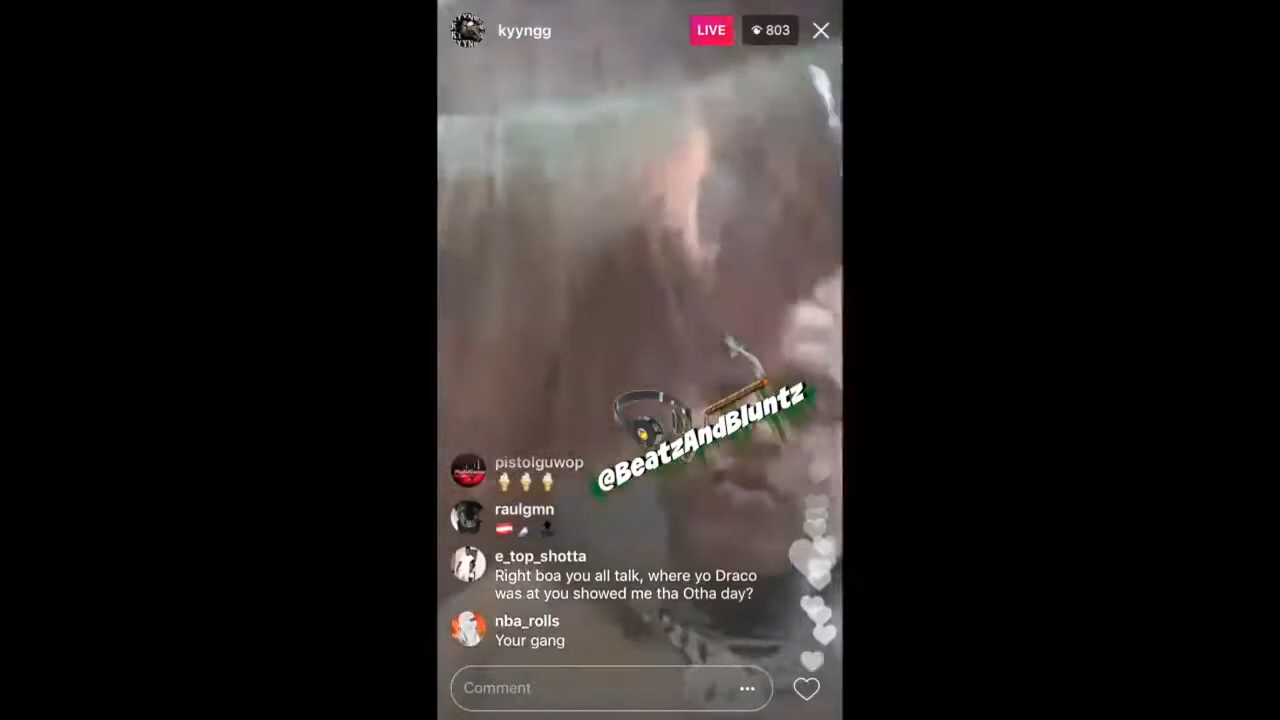 kyyngg
LIVE
803
@BeatzAndBluntz
pistolguwop
raulgmn
e_top_shotta
Right boa you all talk, where yo Draco
was at you showed me tha Otha day?
nba_rolls
Your gang
Comment